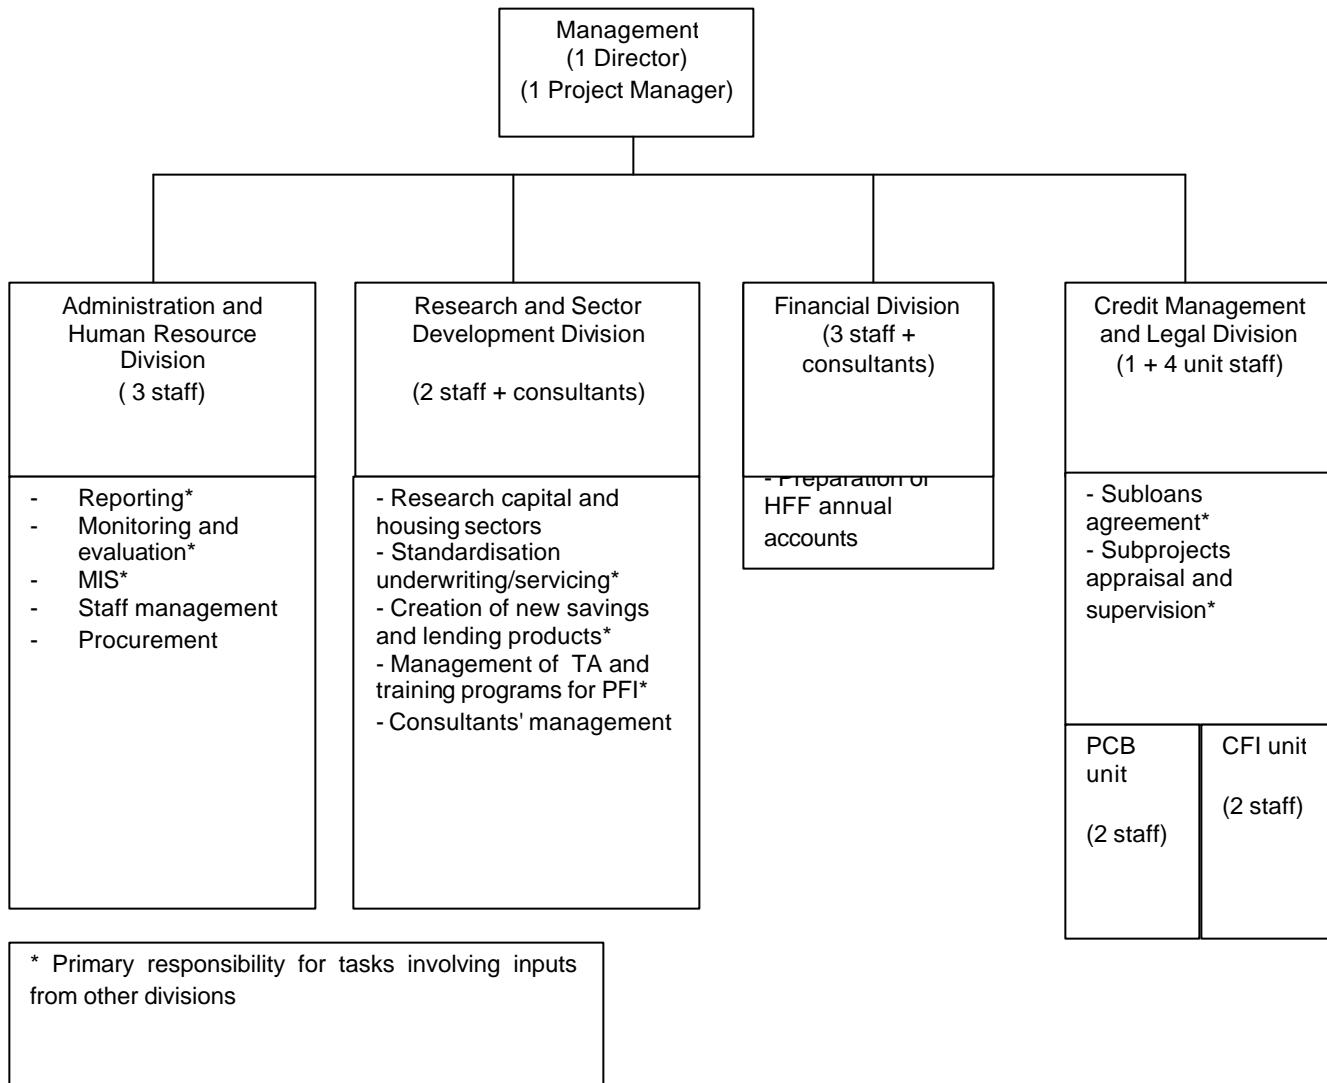 Management
(1 Director)
(1 Project Manager)
Administration and
Human Resource
Division
( 3 staff)
Research and Sector
Development Division
(2 staff + consultants)
Financial Division
(3 staff +
consultants)
Credit Management
and Legal Division
(1 + 4 unit staff)
- Reporting*
- Monitoring and
evaluation*
- MIS*
- Staff management
- Procurement
- Research capital and
housing sectors
- Standardisation
underwriting/servicing*
- Creation of new savings
and lending products*
- Management of TA and
training programs for PFI*
- Consultants' management
- Preparation of
HFF annual
accounts
- Subloans
agreement*
- Subprojects
appraisal and
supervision*
PCB
unit
(2 staff)
CFI unit
(2 staff)
* Primary responsibility for tasks involving inputs
from other divisions